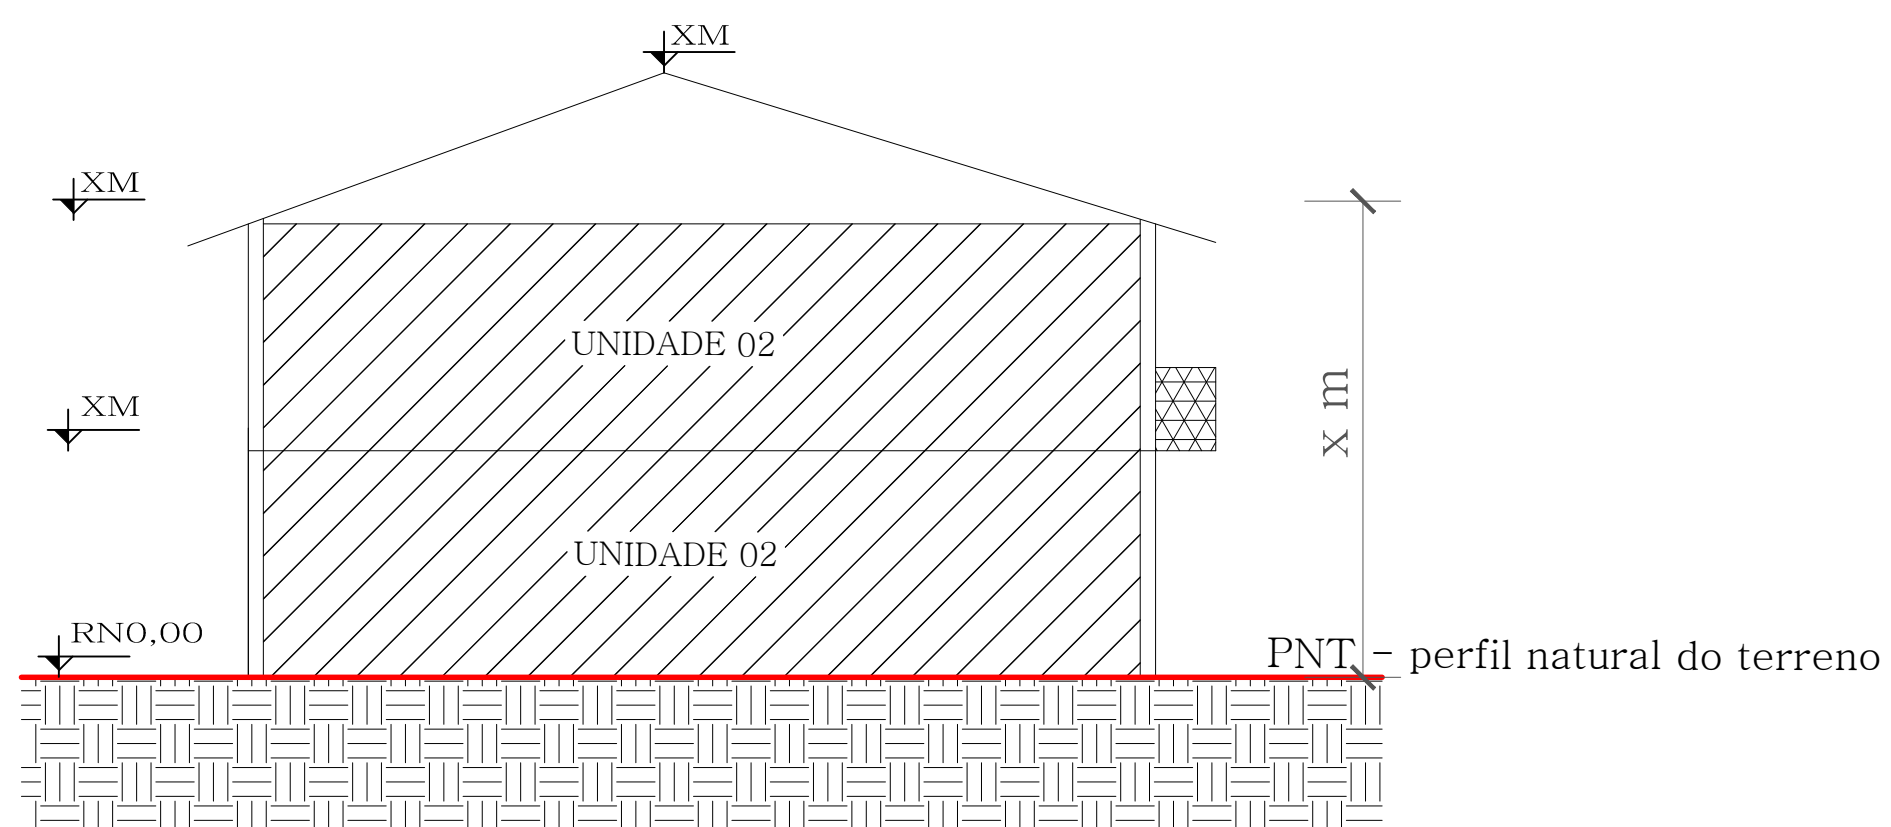 XM
XM
UNIDADE 02
x m
XM
UNIDADE 02
RN0,00
PNT - perfil natural do terreno